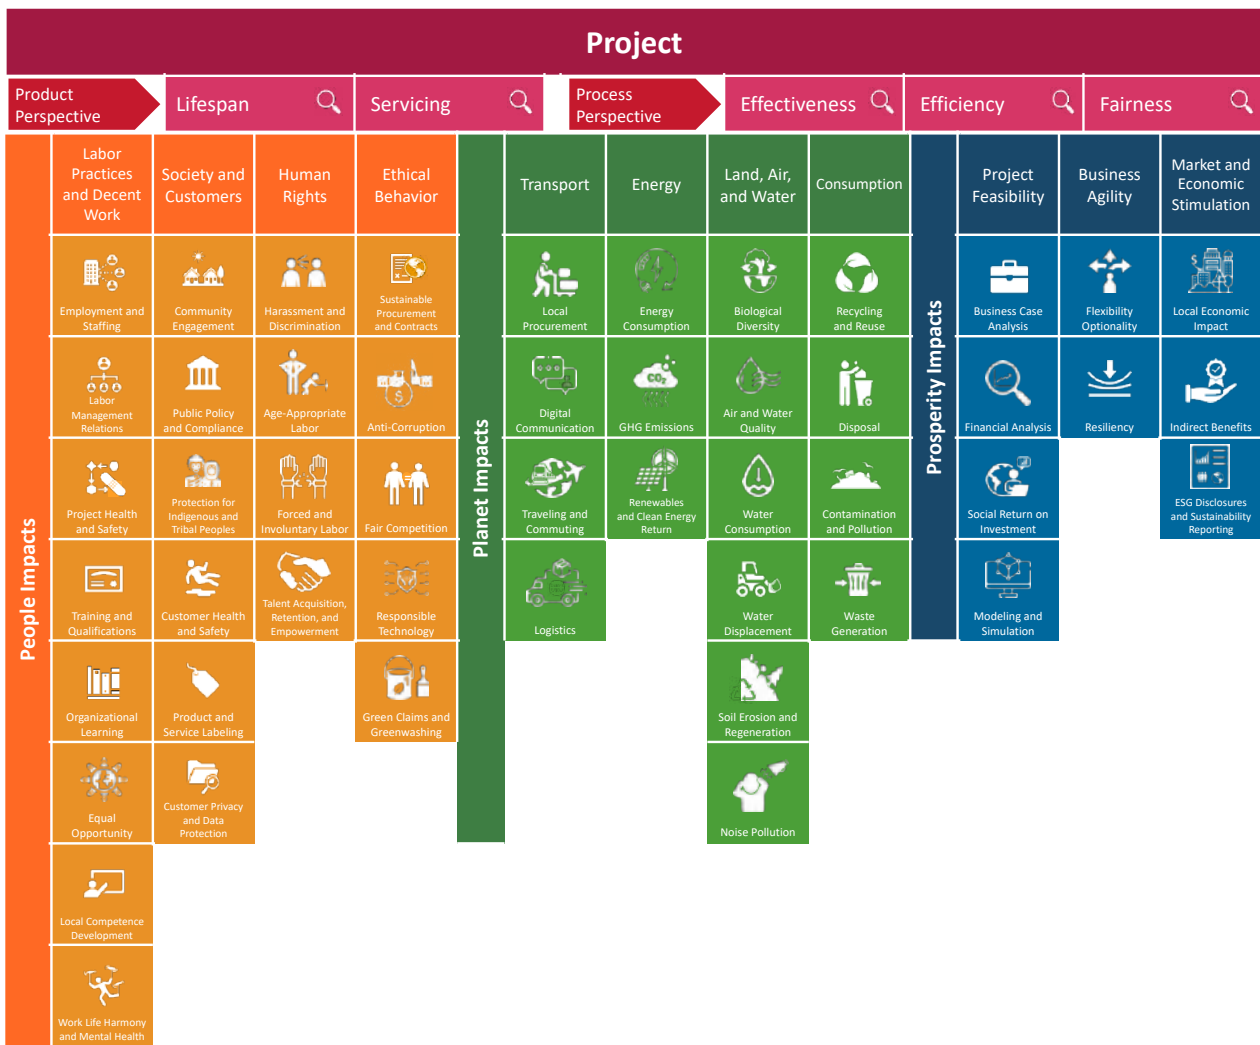 Project
Product
Perspective
Lifespan
Servicing
Process
Perspective
Effectiveness
Efficiency
Fairness
People Impacts
Labor
Practices
and Decent
Work
Employment and
Staffing
Labor
Management
Relations
Project Health
and Safety
Training and
Qualifications
Organizational
Learning
Equal
Opportunity
Local Competence
Development
Work Life Harmony
and Mental Health
Society and
Customers
Community
Engagement
Public Policy
and Compliance
Protection for
Indigenous and
Tribal Peoples
Customer Health
and Safety
Product and
Service Labeling
Customer Privacy
and Data
Protection
Human
Rights
Harassment and
Discrimination
Age-Appropriate
Labor
Forced and
Involuntary Labor
Talent Acquisition,
Retention, and
Empowerment
Ethical
Behavior
Sustainable
Procurement
and Contracts
$
Anti-Corruption
Fair Competition
Responsible
Technology
Green Claims and
Greenwashing
Planet Impacts
Transport
Local
Procurement
Digital
Communication
Traveling and
Commuting
Logistics
Energy
Energy
Consumption
CO2
GHG Emissions
Renewables
and Clean Energy
Return
Land, Air,
and Water
Biological
Diversity
Air and Water
Quality
Water
Consumption
Water
Displacement
Soil Erosion and
Regeneration
Noise Pollution
Consumption
Recycling
and Reuse
Disposal
Contamination
and Pollution
Waste
Generation
Prosperity Impacts
Project
Feasibility
Business Case
Analysis
Financial Analysis
Social Return on
Investment
Modeling and
Simulation
Business
Agility
Flexibility
Optionality
Resiliency
Market and
Economic
Stimulation
$
Local Economic
Impact
Indirect Benefits
ESG Disclosures
and Sustainability
Reporting